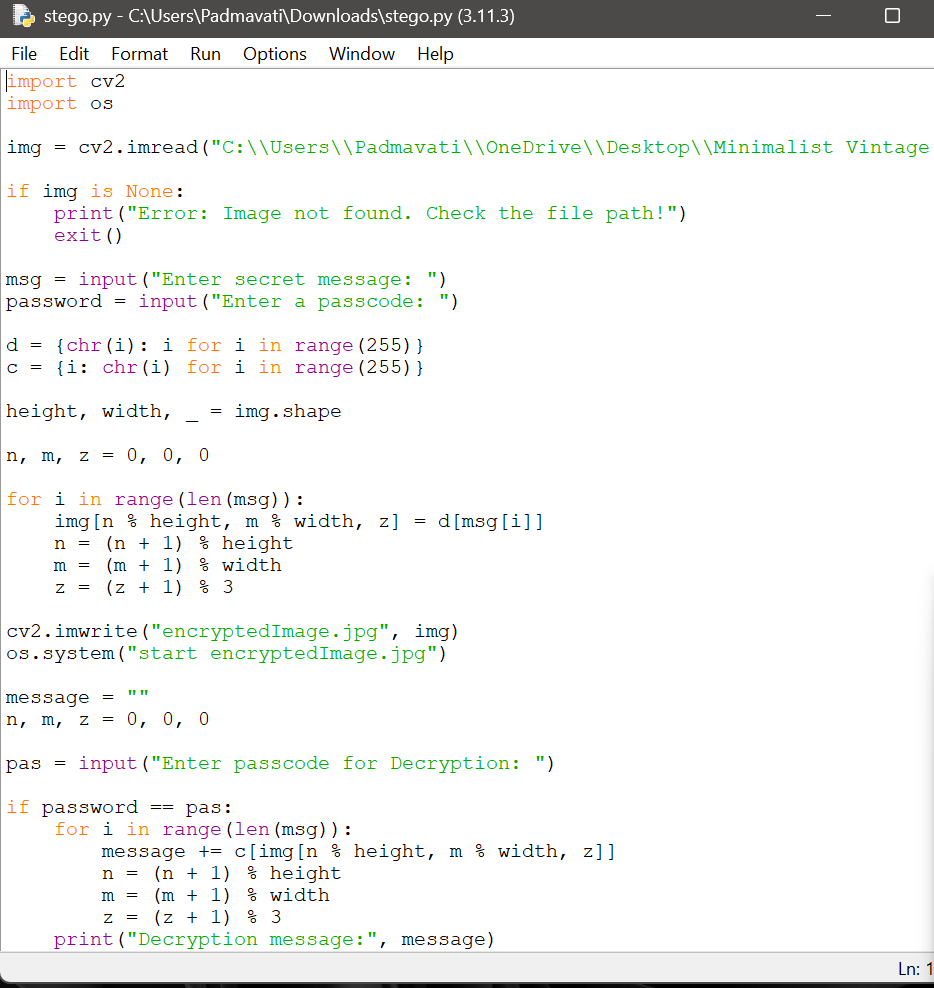 stego.py - C:\Users\Padmavati\Downloads\stego.py (3.11.3)
File Edit Format Run Options Window Help
import cv2
import os

img = cv2.imread("C:\\Users\\Padmavati\\OneDrive\\Desktop\\Minimalist Vintage

if img is None:
    print("Error: Image not found. Check the file path!")
    exit()

msg = input("Enter secret message: ")
password = input("Enter a passcode: ")

d = {chr(i): i for i in range(255)}
c = {i: chr(i) for i in range(255)}

height, width, _ = img.shape

n, m, z = 0, 0, 0

for i in range(len(msg)):
    img[n % height, m % width, z] = d[msg[i]]
    n = (n + 1) % height
    m = (m + 1) % width
    z = (z + 1) % 3

cv2.imwrite("encryptedImage.jpg", img)
os.system("start encryptedImage.jpg")

message = ""
n, m, z = 0, 0, 0

pas = input("Enter passcode for Decryption: ")

if password == pas:
    for i in range(len(msg)):
        message += c[img[n % height, m % width, z]]
        n = (n + 1) % height
        m = (m + 1) % width
        z = (z + 1) % 3
    print("Decryption message:", message)
Ln: 1